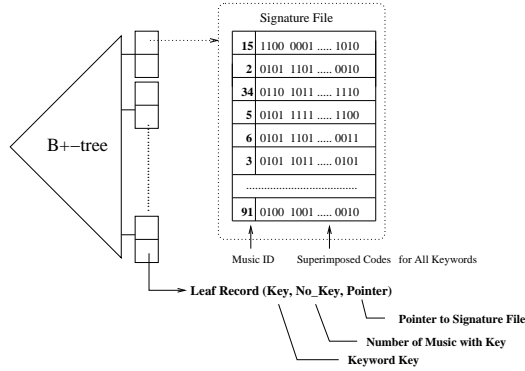 Signature File
15 1100 0001 ..... 1010
2 0101 1101 ..... 0010
34 0110 1011 ..... 1110
5 0101 1111 ..... 1100
6 0101 1101 ..... 0011
3 0101 1011 ..... 0101
91 0100 1001 ..... 0010
B+-tree
Music ID Superimposed Codes for All Keywords
Leaf Record (Key, No_Key, Pointer)
Pointer to Signature File
Number of Music with Key
Keyword Key